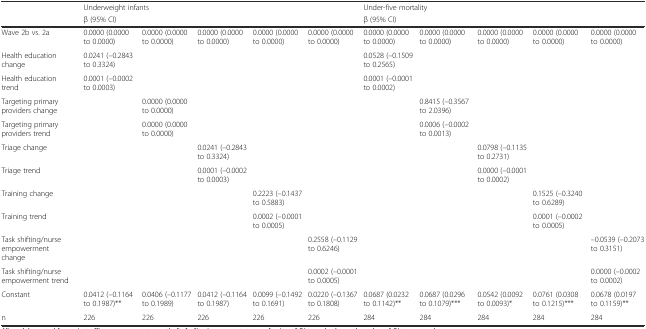 Underweight infants Under-five mortality
β (95% CI) β (95% CI)
Wave 2b vs. 2a 0.0000 (0.0000 to 0.0000) 0.0000 (0.0000 to 0.0000) 0.0000 (0.0000 to 0.0000) 0.0000 (0.0000 to 0.0000) 0.0000 (0.0000 to 0.0000) 0.0000 (0.0000 to 0.0000) 0.0000 (0.0000 to 0.0000) 0.0000 (0.0000 to 0.0000) 0.0000 (0.0000 to 0.0000) 0.0000 (0.0000 to 0.0000)
Health education change 0.0241 (–0.2843 to 0.3324) 0.0528 (–0.1509 to 0.2565)
Health education trend 0.0001 (–0.0002 to 0.0003) 0.0001 (–0.0001 to 0.0002)
Targeting primary providers change 0.0000 (0.0000 to 0.0000) 0.8415 (–0.3567 to 2.0396)
Targeting primary providers trend 0.0000 (0.0000 to 0.0000) 0.0006 (–0.0002 to 0.0013)
Triage change 0.0241 (–0.2843 to 0.3324) 0.0798 (–0.1135 to 0.2731)
Triage trend 0.0001 (–0.0002 to 0.0003) 0.0000 (–0.0001 to 0.0002)
Training change 0.2223 (–0.1437 to 0.5883) 0.1525 (–0.3240 to 0.6289)
Training trend 0.0002 (–0.0001 to 0.0005) 0.0001 (–0.0002 to 0.0005)
Task shifting/nurse empowerment change 0.2558 (–0.1129 to 0.6246) –0.0539 (–0.2073 to 0.3151)
Task shifting/nurse empowerment trend 0.0002 (–0.0001 to 0.0005) 0.0000 (–0.0002 to 0.0002)
Constant 0.0412 (–0.1164 to 0.1987)** 0.0406 (–0.1177 to 0.1989) 0.0412 (–0.1164 to 0.1987) 0.0099 (–0.1492 to 0.1691) 0.0220 (–0.1367 to 0.1808) 0.0687 (0.0232 to 0.1142)** 0.0687 (0.0296 to 0.1079)*** 0.0542 (0.0092 to 0.0093)* 0.0761 (0.0308 to 0.1215)*** 0.0678 (0.0197 to 0.1159)**
n 226 226 226 226 226 284 284 284 284 284